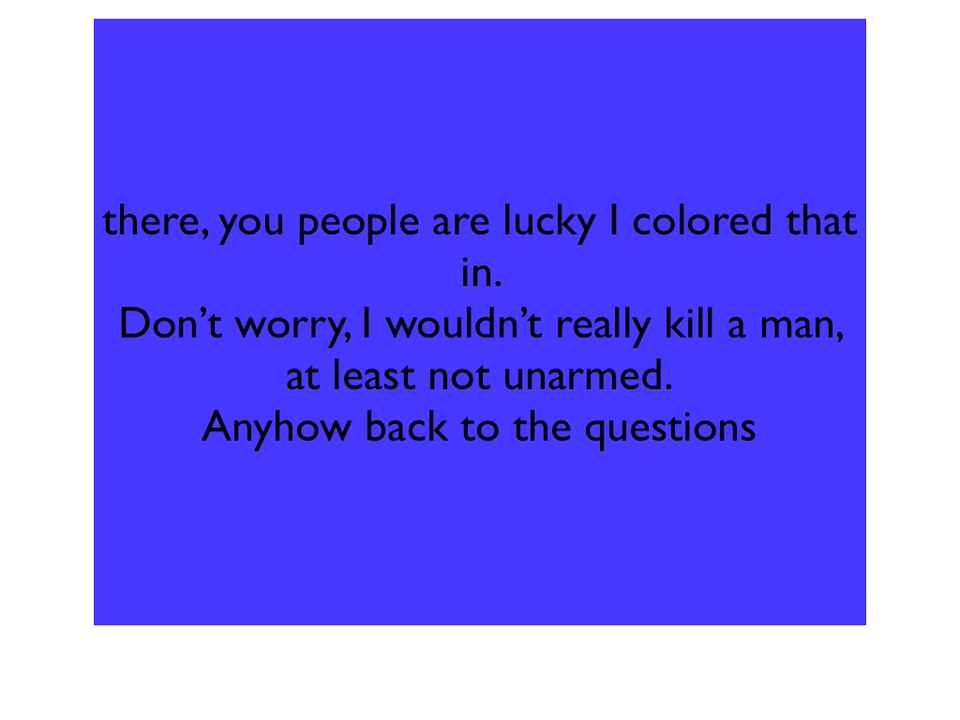 there, you people are lucky I colored that
in.
Don’t worry, I wouldn’t really kill a man,
at least not unarmed.
Anyhow back to the questions